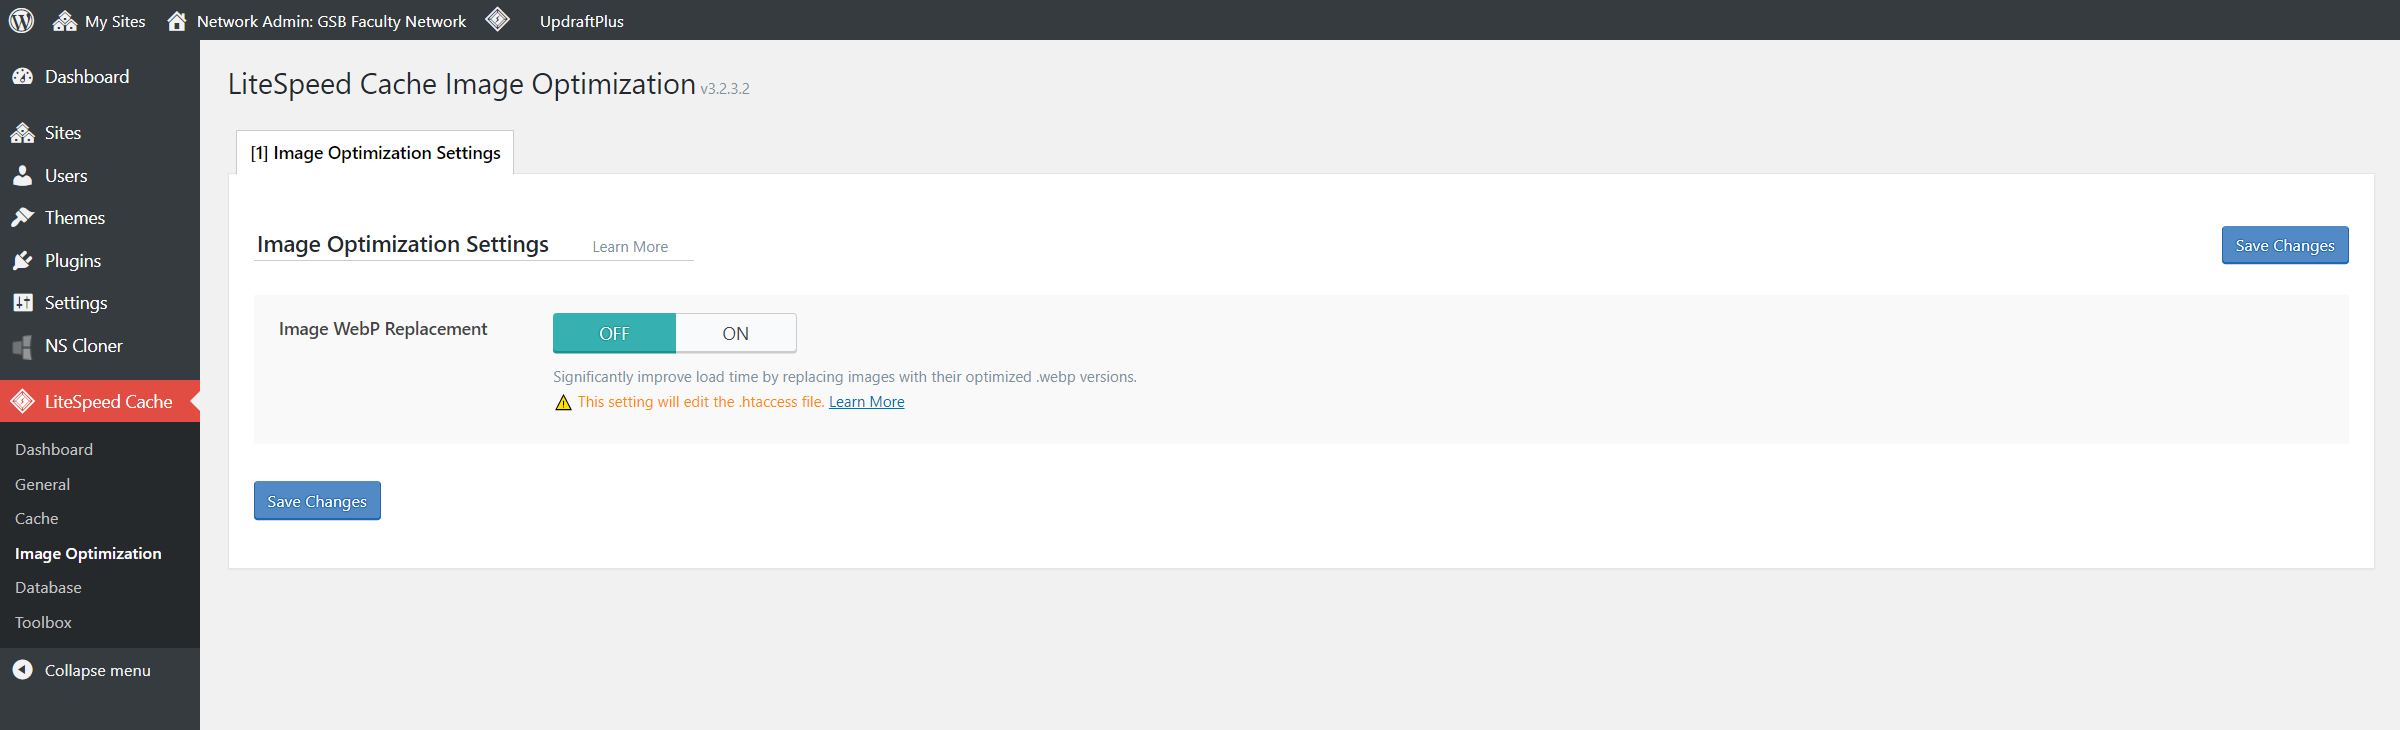 My Sites
Network Admin: GSB Faculty Network
UpdraftPlus
Dashboard
Sites
Users
Themes
Plugins
Settings
NS Cloner
LiteSpeed Cache
Dashboard
General
Cache
Image Optimization
Database
Toolbox
Collapse menu
LiteSpeed Cache Image Optimization v3.2.3.2
[1] Image Optimization Settings
Image Optimization Settings Learn More
Save Changes
Image WebP Replacement
OFF ON
Significantly improve load time by replacing images with their optimized .webp versions.
This setting will edit the .htaccess file. Learn More
Save Changes